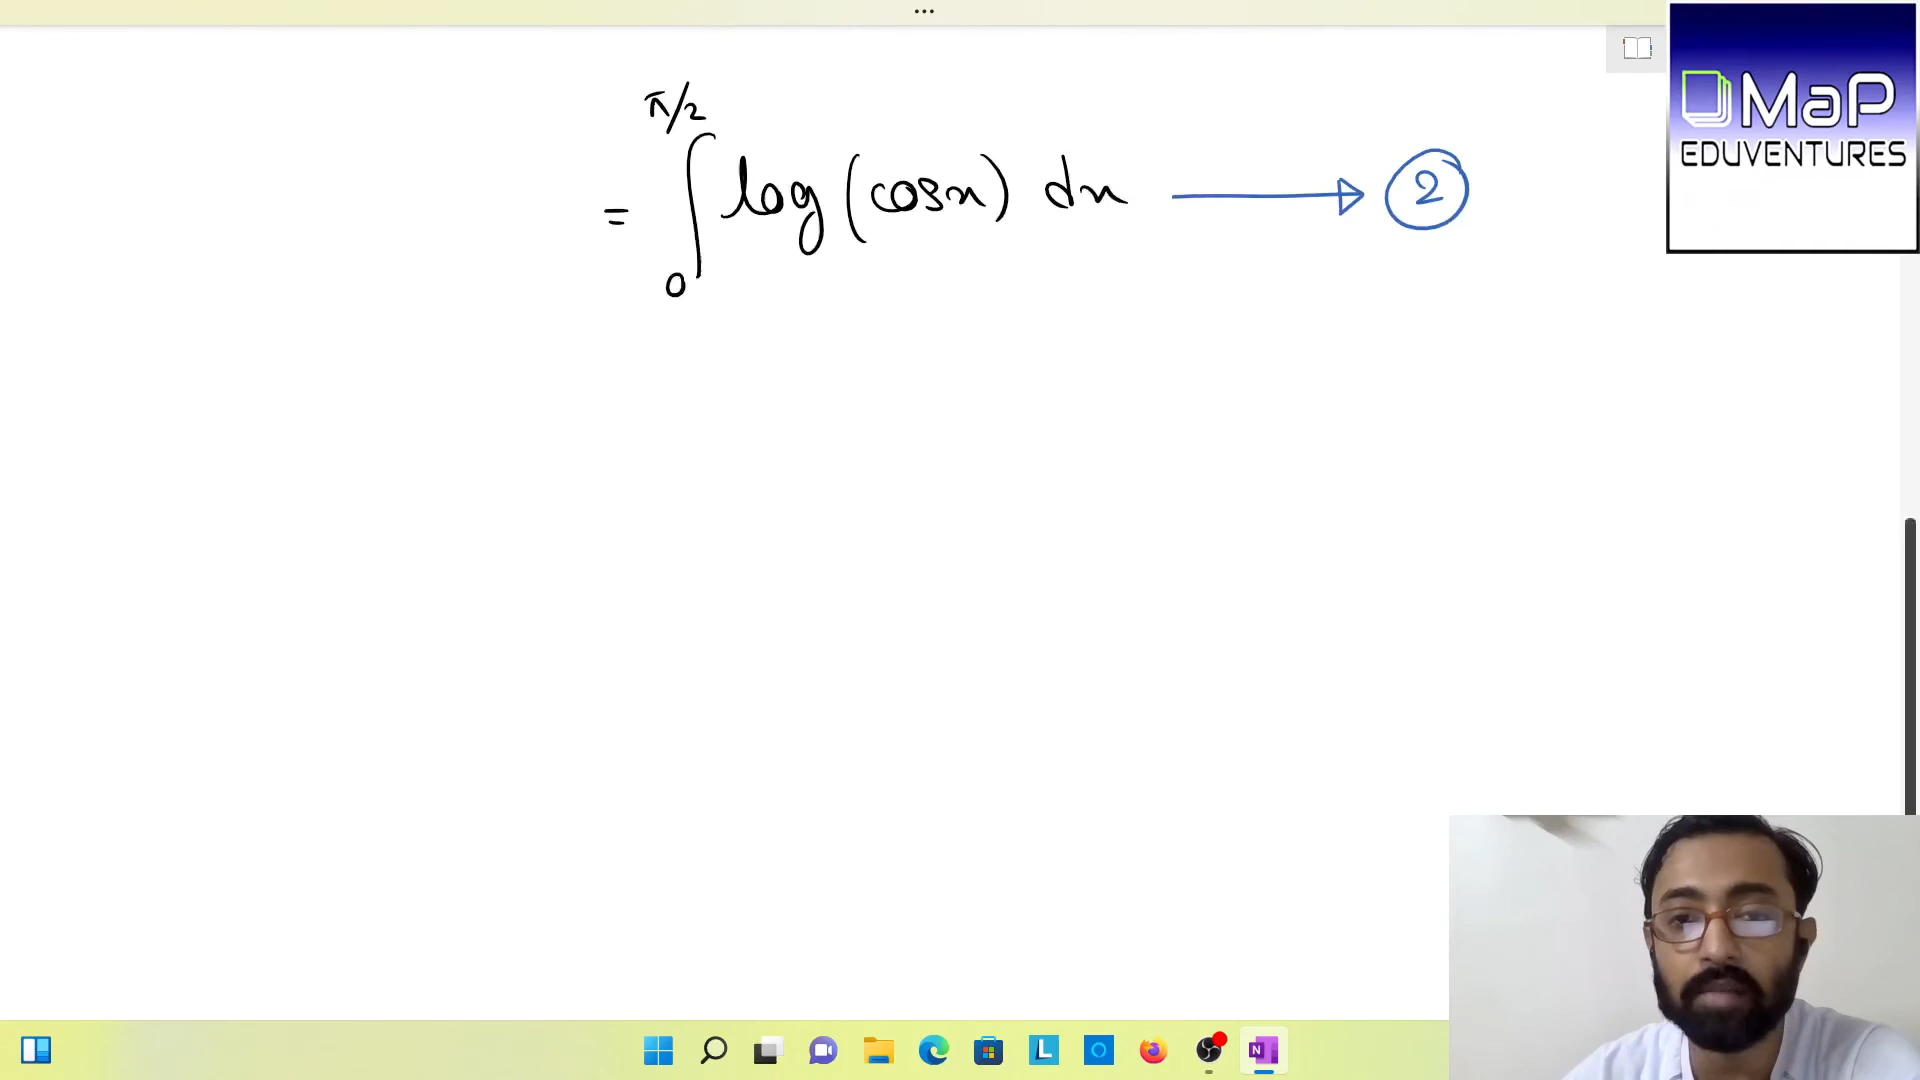 ...
MaP
EDUVENTURES
π/2
= ∫ log (cosx) dx ⟶ 2
0
L
N